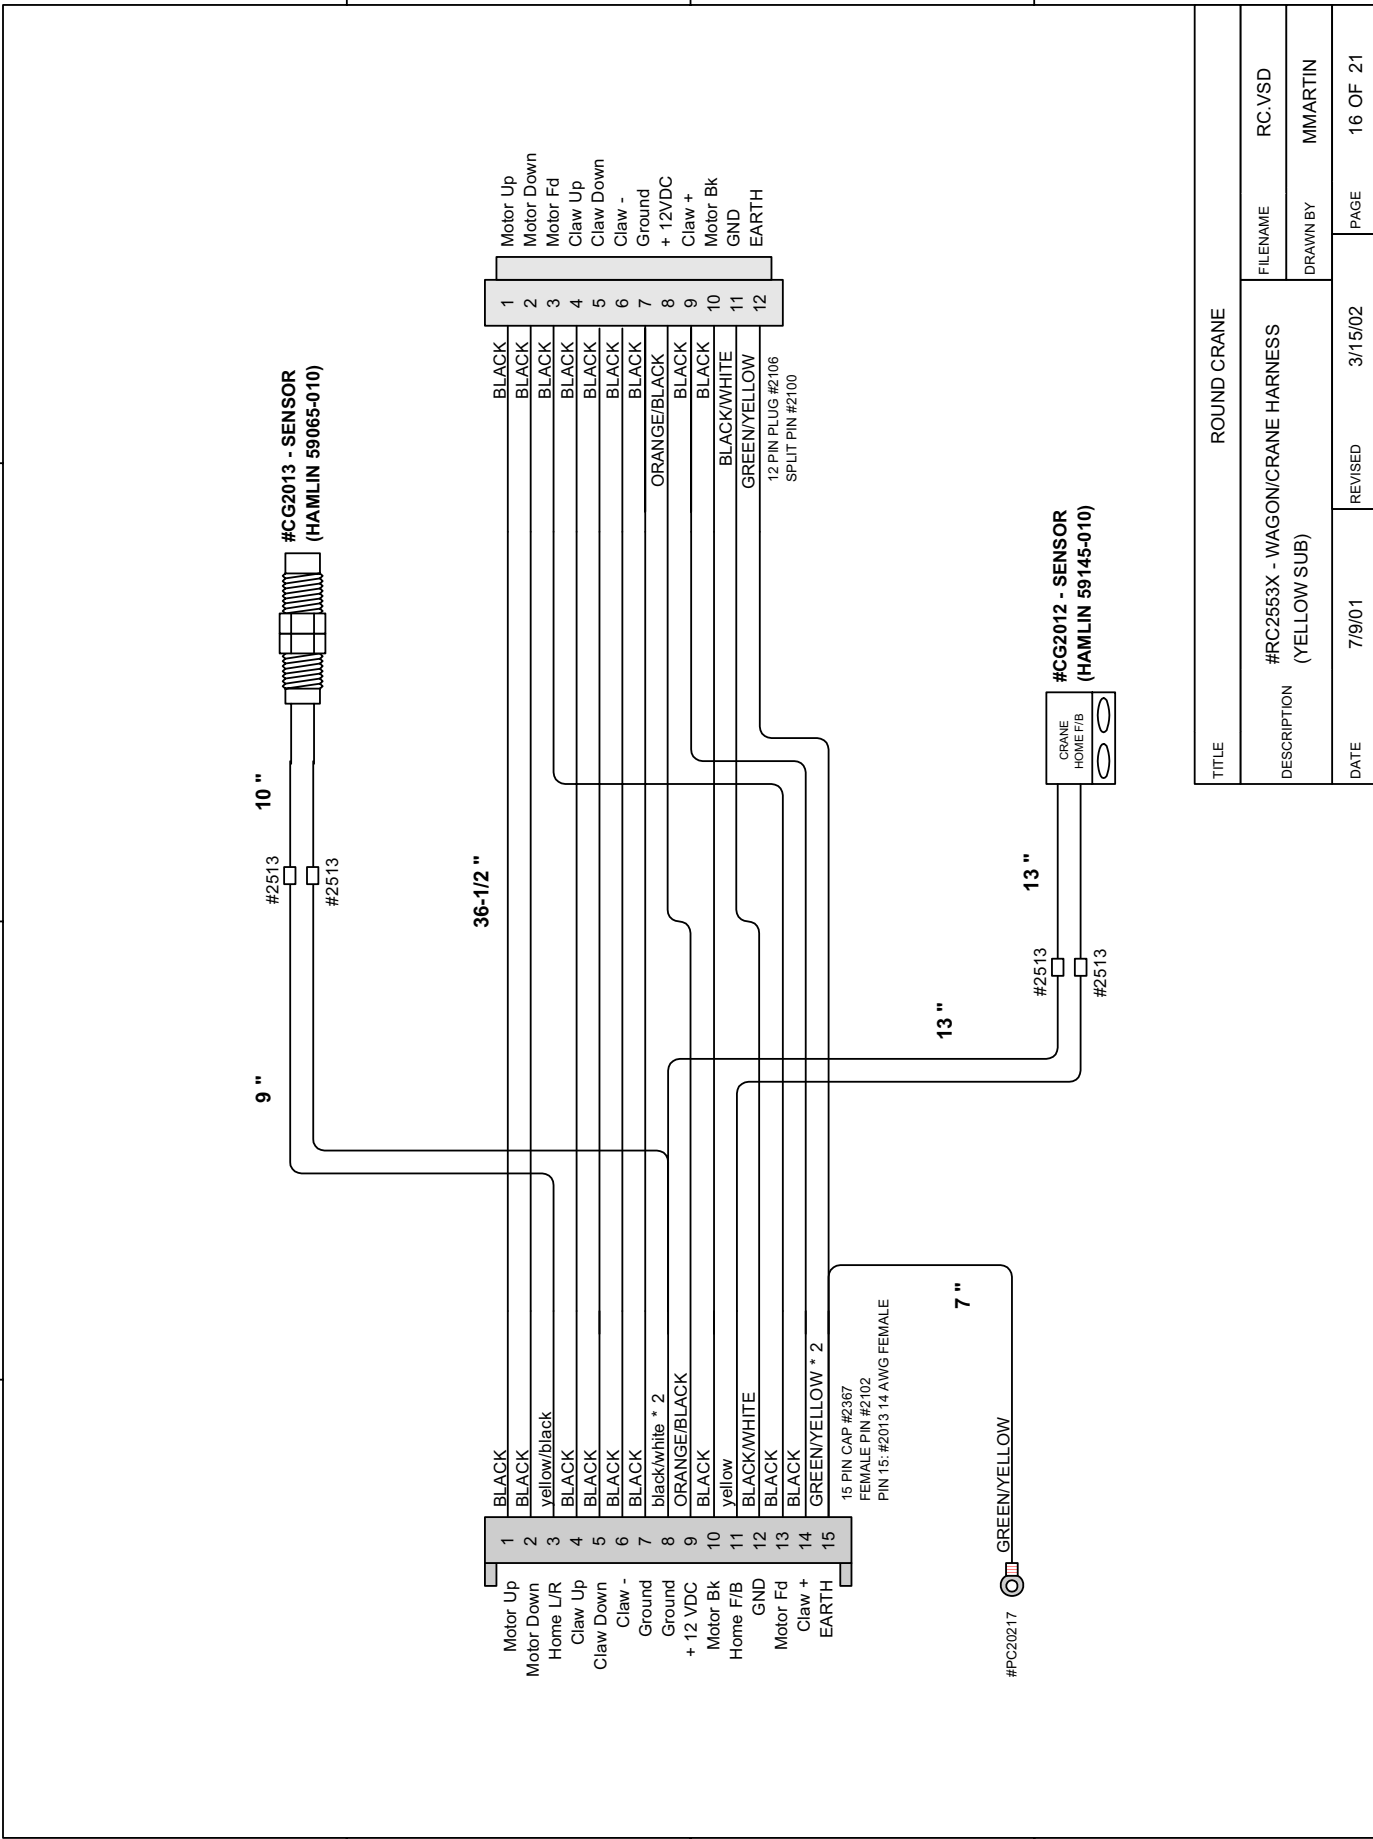 #CG2013 - SENSOR
(HAMLIN 59065-010)
9 "
10 "
#2513
#2513
36-1/2 "
Motor Up 1 BLACK
Motor Down 2 BLACK
Home L/R 3 yellow/black
Claw Up 4 BLACK
Claw Down 5 BLACK
Claw - 6 BLACK
Ground 7 BLACK
Ground 8 black/white * 2
+ 12 VDC 9 ORANGE/BLACK
Motor Bk 10 BLACK
Home F/B 11 yellow
GND 12 BLACK/WHITE
Motor Fd 13 BLACK
Claw + 14 BLACK
EARTH 15 GREEN/YELLOW * 2
15 PIN CAP #2367
FEMALE PIN #2102
PIN 15: #2013 14 AWG FEMALE
BLACK 1 Motor Up
BLACK 2 Motor Down
BLACK 3 Motor Fd
BLACK 4 Claw Up
BLACK 5 Claw Down
BLACK 6 Claw -
BLACK 7 Ground
ORANGE/BLACK 8 + 12VDC
BLACK 9 Claw +
BLACK 10 Motor Bk
BLACK/WHITE 11 GND
GREEN/YELLOW 12 EARTH
12 PIN PLUG #2106
SPLIT PIN #2100
7 "
GREEN/YELLOW
#PC20217
13 "
13 "
#2513
#2513
CRANE
HOME F/B
#CG2012 - SENSOR
(HAMLIN 59145-010)
TITLE ROUND CRANE
DESCRIPTION #RC2553X - WAGON/CRANE HARNESS
(YELLOW SUB)
FILENAME RC.VSD
DRAWN BY MMARTIN
DATE 7/9/01 REVISED 3/15/02 PAGE 16 OF 21